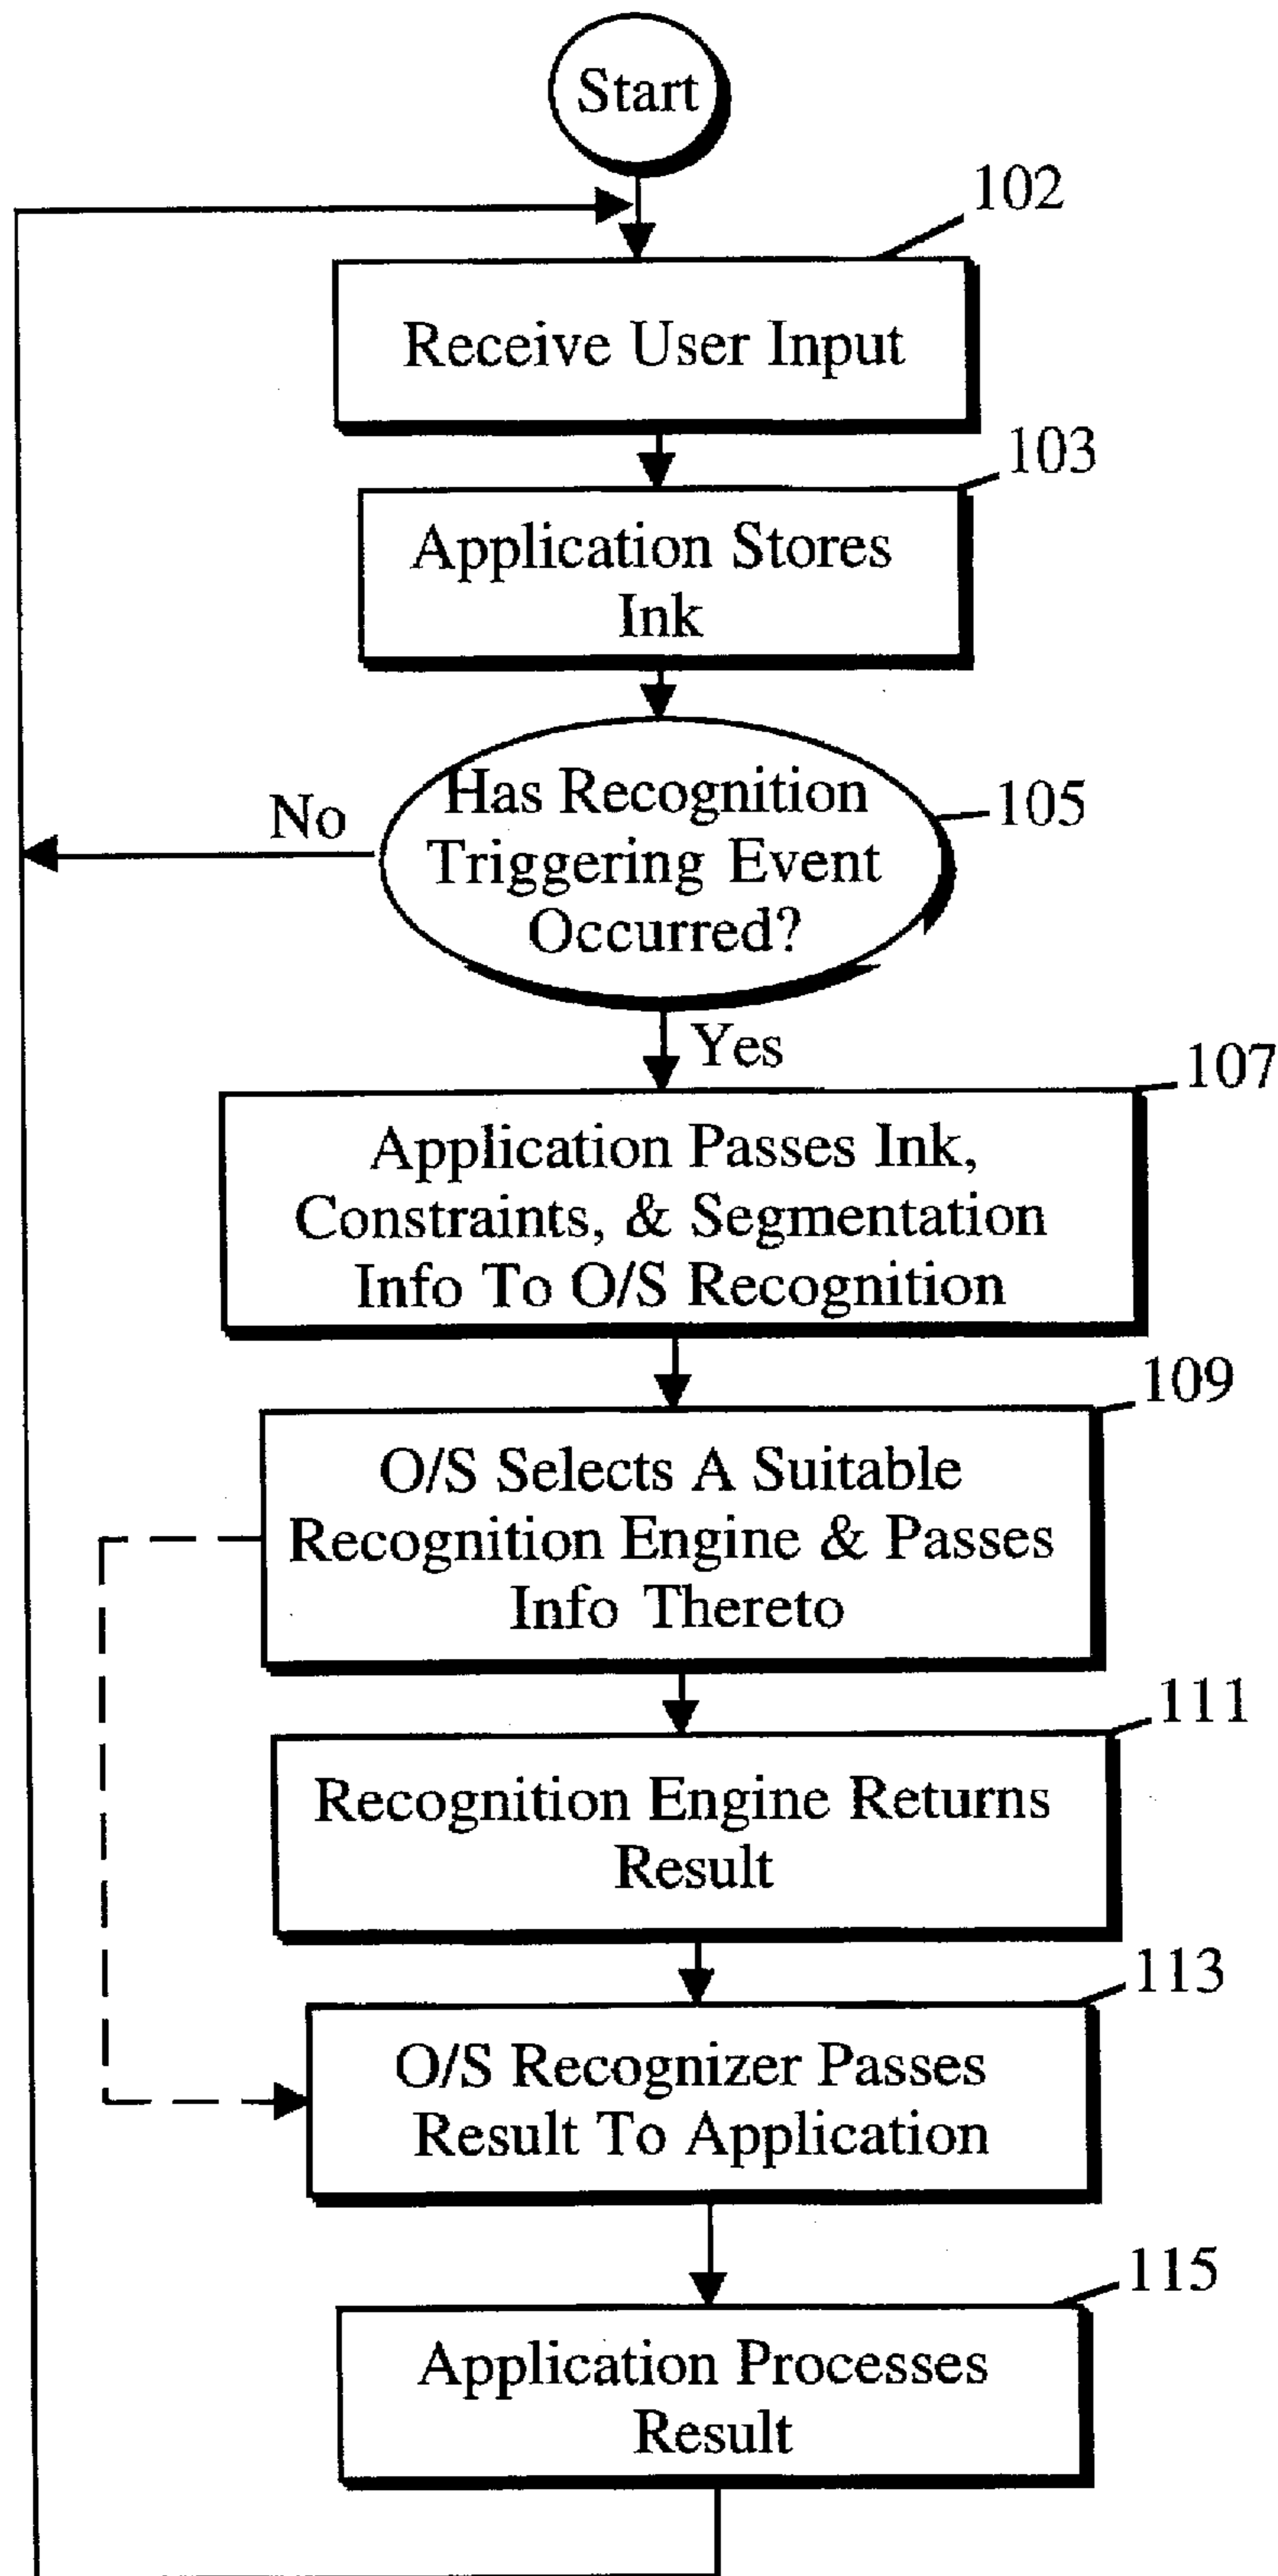 Start
102
Receive User Input
103
Application Stores
Ink
No
Has Recognition
Triggering Event
Occurred?
105
Yes
107
Application Passes Ink,
Constraints, & Segmentation
Info To O/S Recognition
109
O/S Selects A Suitable
Recognition Engine & Passes
Info Thereto
111
Recognition Engine Returns
Result
113
O/S Recognizer Passes
Result To Application
115
Application Processes
Result